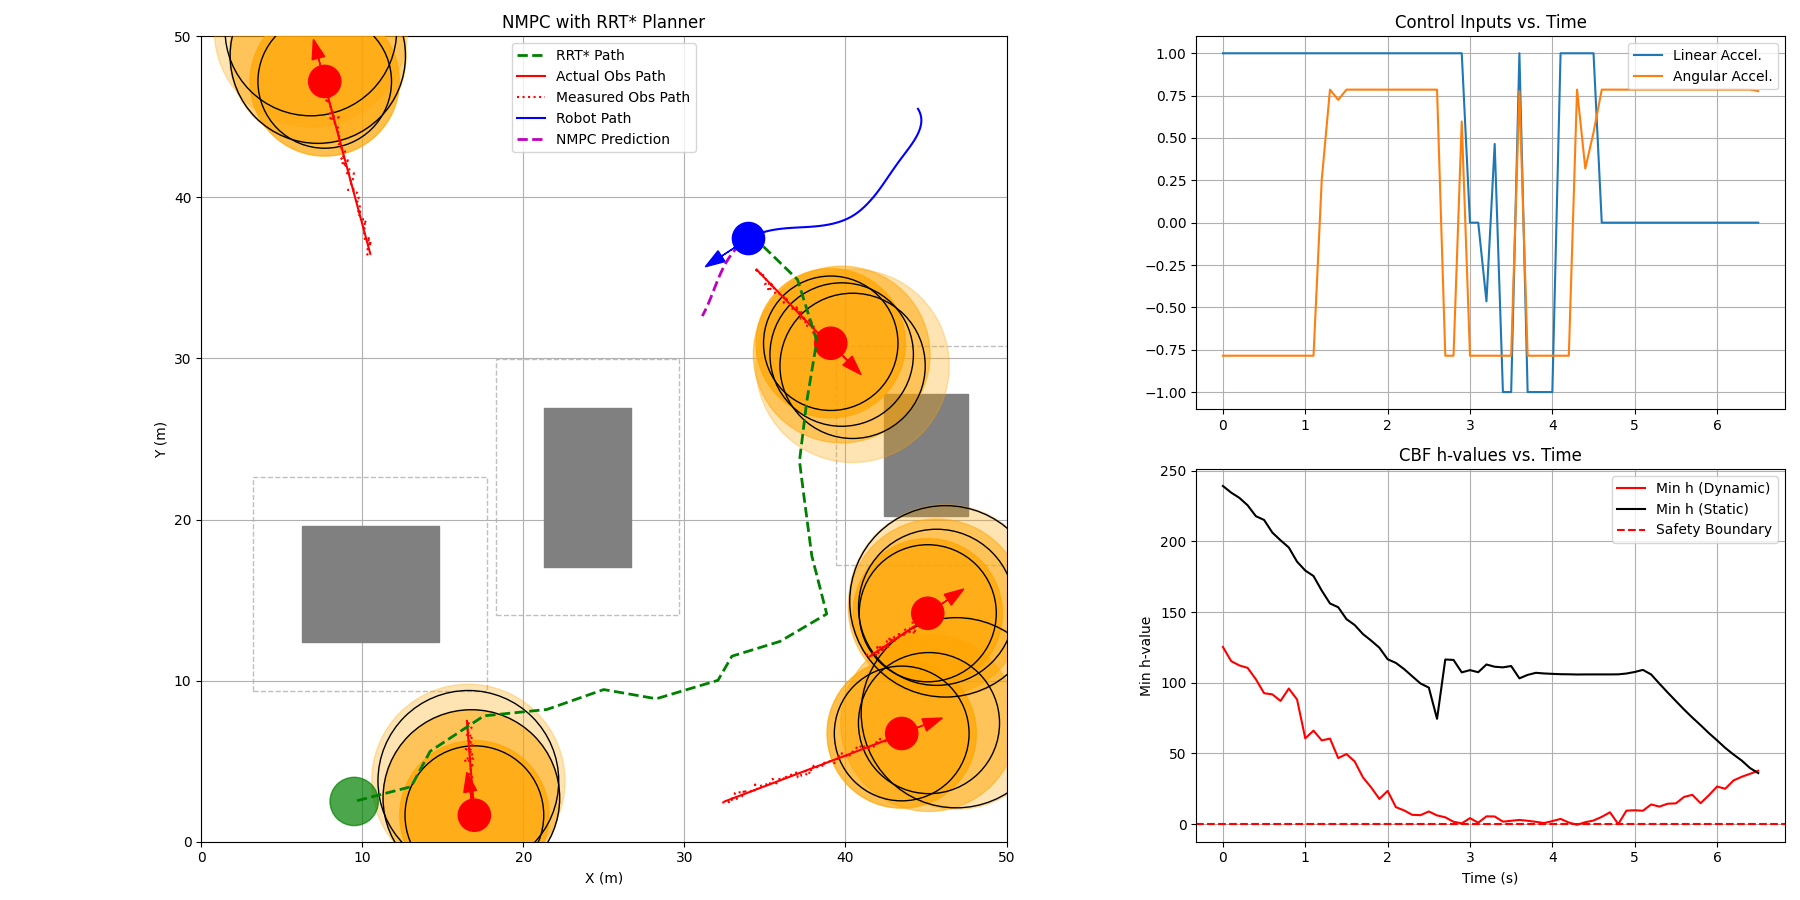 NMPC with RRT* Planner
RRT* Path
Actual Obs Path
Measured Obs Path
Robot Path
NMPC Prediction
50
40
30
20
10
0
Y (m)
0 10 20 30 40 50
X (m)
Control Inputs vs. Time
Linear Accel.
Angular Accel.
1.00
0.75
0.50
0.25
0.00
−0.25
−0.50
−0.75
−1.00
0 1 2 3 4 5 6
CBF h-values vs. Time
Min h (Dynamic)
Min h (Static)
Safety Boundary
250
200
150
100
50
0
Min h-value
0 1 2 3 4 5 6
Time (s)